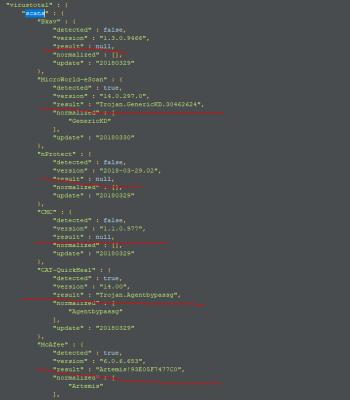 "virustotal" : {
"scans" : {
"Bkav" : {
"detected" : false,
"version" : "1.3.0.9466",
"result" : null,
"normalized" : [],
"update" : "20180329"
},
"MicroWorld-eScan" : {
"detected" : true,
"version" : "14.0.297.0",
"result" : "Trojan.GenericKD.30462624",
"normalized" : [
"GenericKD"
],
"update" : "20180330"
},
"nProtect" : {
"detected" : false,
"version" : "2018-03-29.02",
"result" : null,
"normalized" : [],
"update" : "20180329"
},
"CMC" : {
"detected" : false,
"version" : "1.1.0.977",
"result" : null,
"normalized" : [],
"update" : "20180329"
},
"CAT-QuickHeal" : {
"detected" : true,
"version" : "14.00",
"result" : "Trojan.Agentbypassg",
"normalized" : [
"Agentbypassg"
],
"update" : "20180329"
},
"McAfee" : {
"detected" : true,
"version" : "6.0.6.653",
"result" : "Artemis!93E05F7477C0",
"normalized" : [
"Artemis"
],